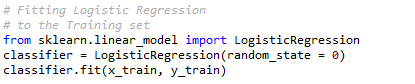 # Fitting Logistic Regression
# to the Training set
from sklearn.linear_model import LogisticRegression
classifier = LogisticRegression(random_state = 0)
classifier.fit(x_train, y_train)